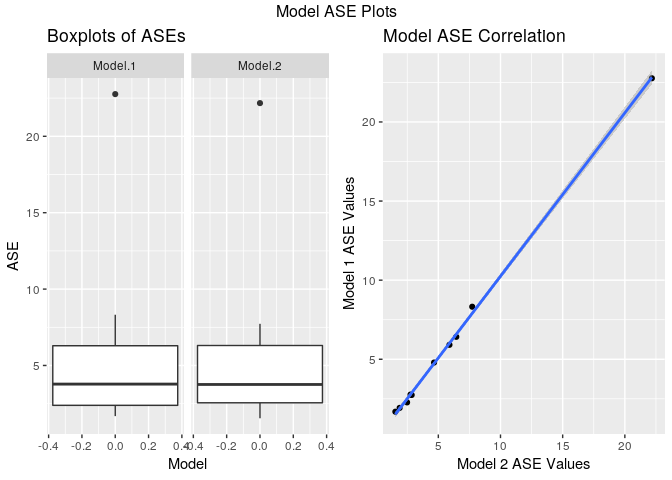 Model ASE Plots
Boxplots of ASEs
Model.1 Model.2
ASE
20
15
10
5
-0.4 -0.2 0.0 0.2 0.4 -0.4 -0.2 0.0 0.2 0.4
Model
Model ASE Correlation
Model 1 ASE Values
20
15
10
5
5 10 15 20
Model 2 ASE Values